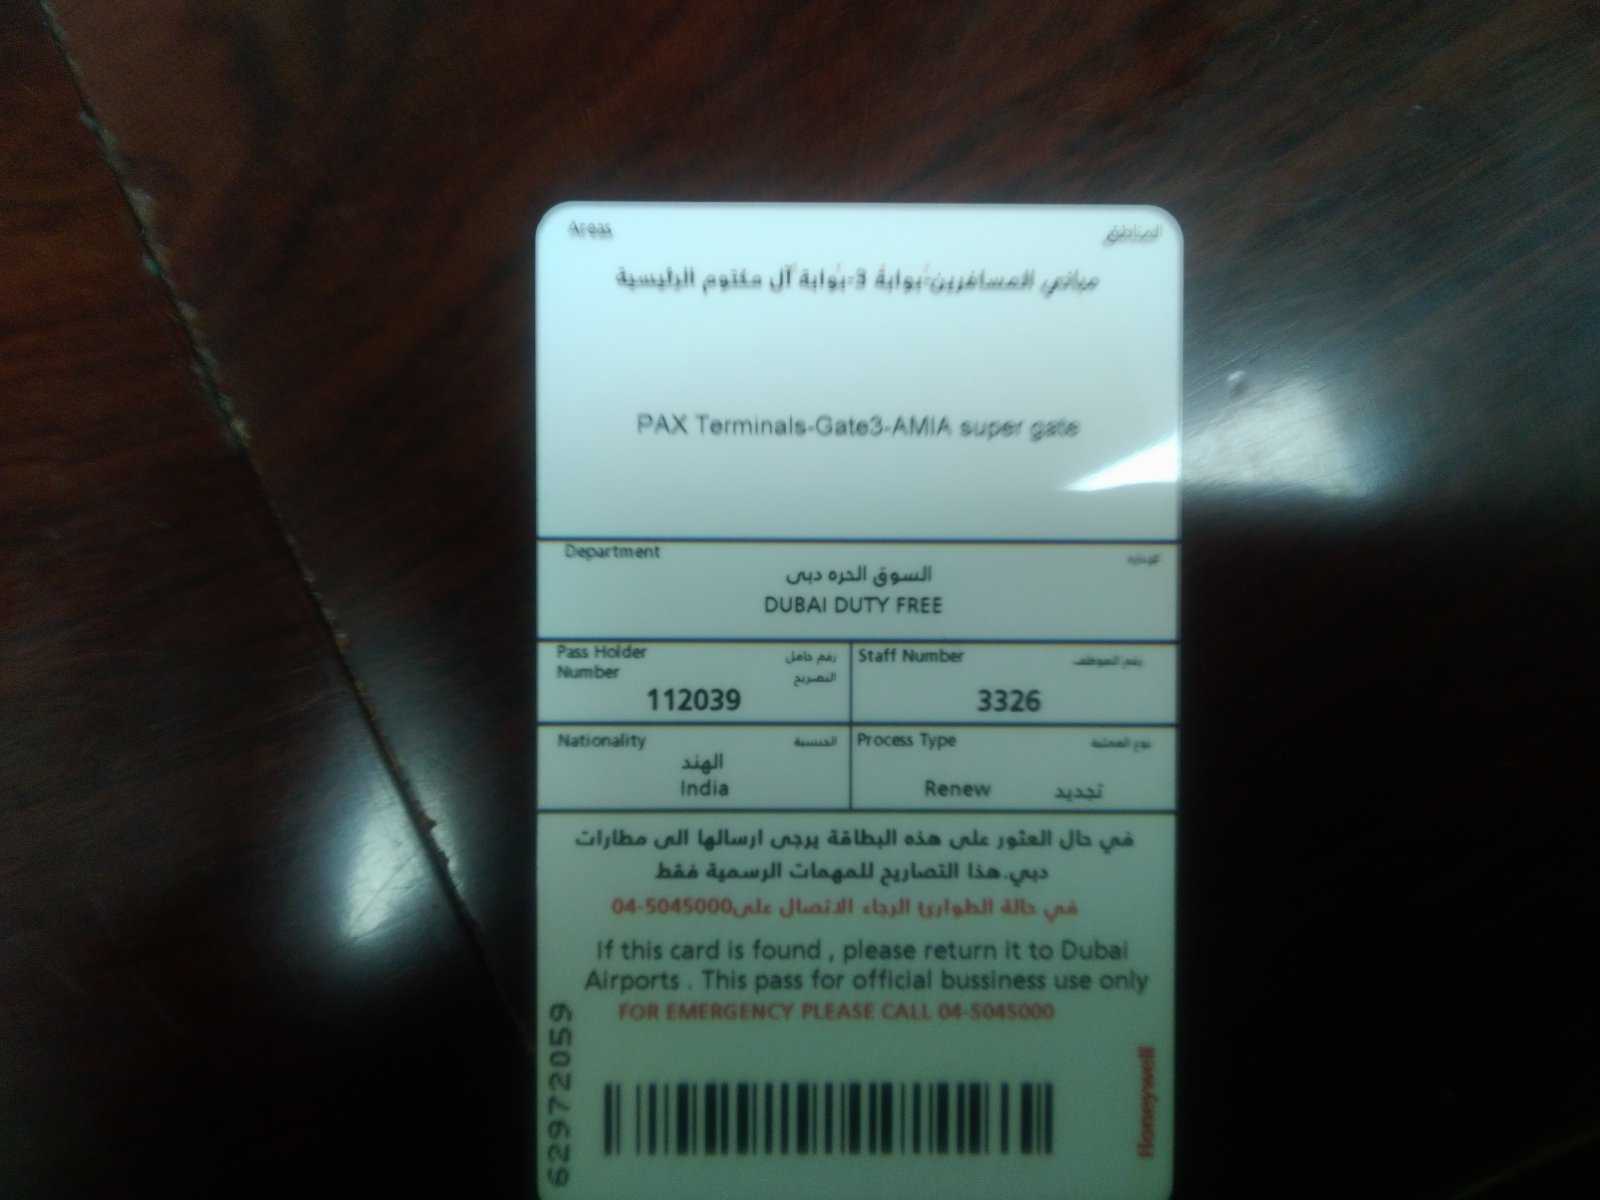 Areas المناطق
مباني المسافرين-بوابة 3-بوابة آل مكتوم الرئيسية
PAX Terminals-Gate3-AMIA super gate
Department الإدارة
السوق الحره دبى
DUBAI DUTY FREE
Pass Holder رقم حامل
Number التصريح
112039
Staff Number رقم الموظف
3326
Nationality الجنسية
الهند
India
Process Type نوع العملية
Renew تجديد
في حال العثور على هذه البطاقة يرجى ارسالها الى مطارات
دبي.هذا التصاريح للمهمات الرسمية فقط
في حالة الطوارئ الرجاء الاتصال على04-5045000
If this card is found , please return it to Dubai
Airports . This pass for official bussiness use only
FOR EMERGENCY PLEASE CALL 04-5045000
62972059
Honeywell